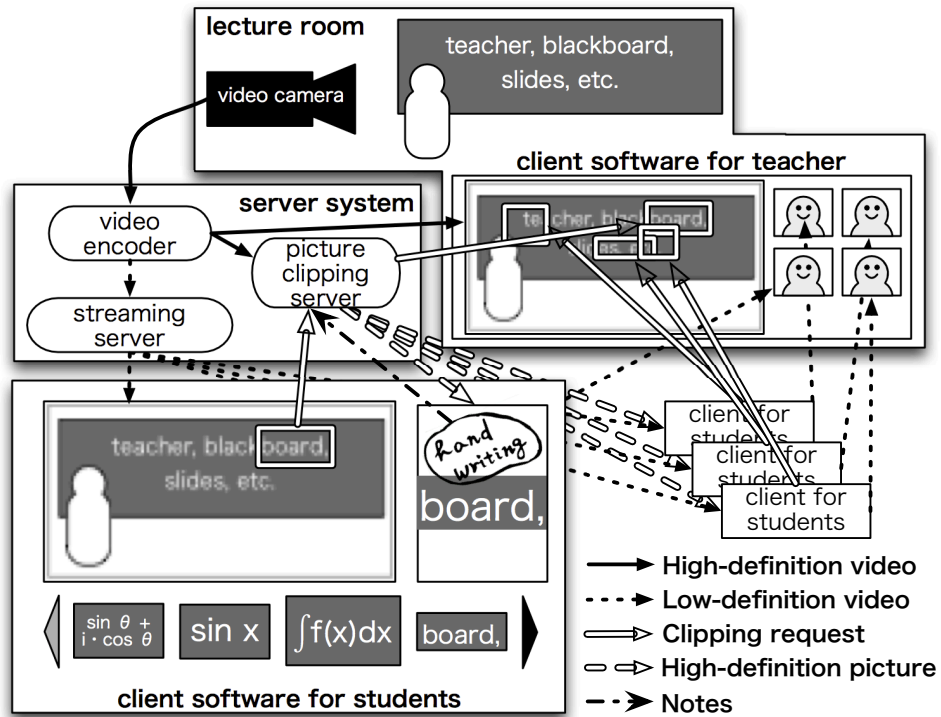 lecture room
teacher, blackboard,
slides, etc.
video camera
client software for teacher
server system
video
encoder
picture
clipping
server
streaming
server
teacher, blackboard,
slides, etc.
teacher, blackboard,
slides, etc.
hand
writing
board,
client for
students
client for
students
client for
students
sin θ +
i・cos θ
sin x
∫f(x)dx
board,
client software for students
High-definition video
Low-definition video
Clipping request
High-definition picture
Notes